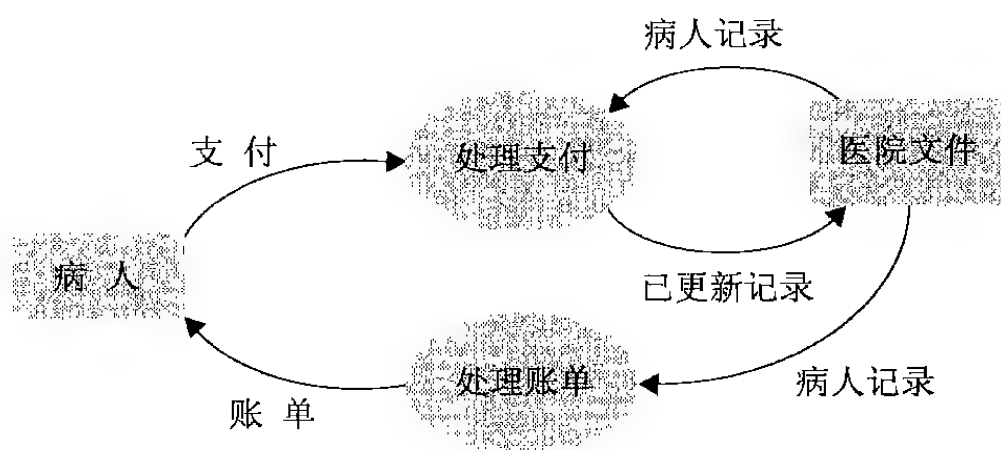 病人记录
支 付
处理支付
医院文件
病 人
已更新记录
处理账单
病人记录
账 单